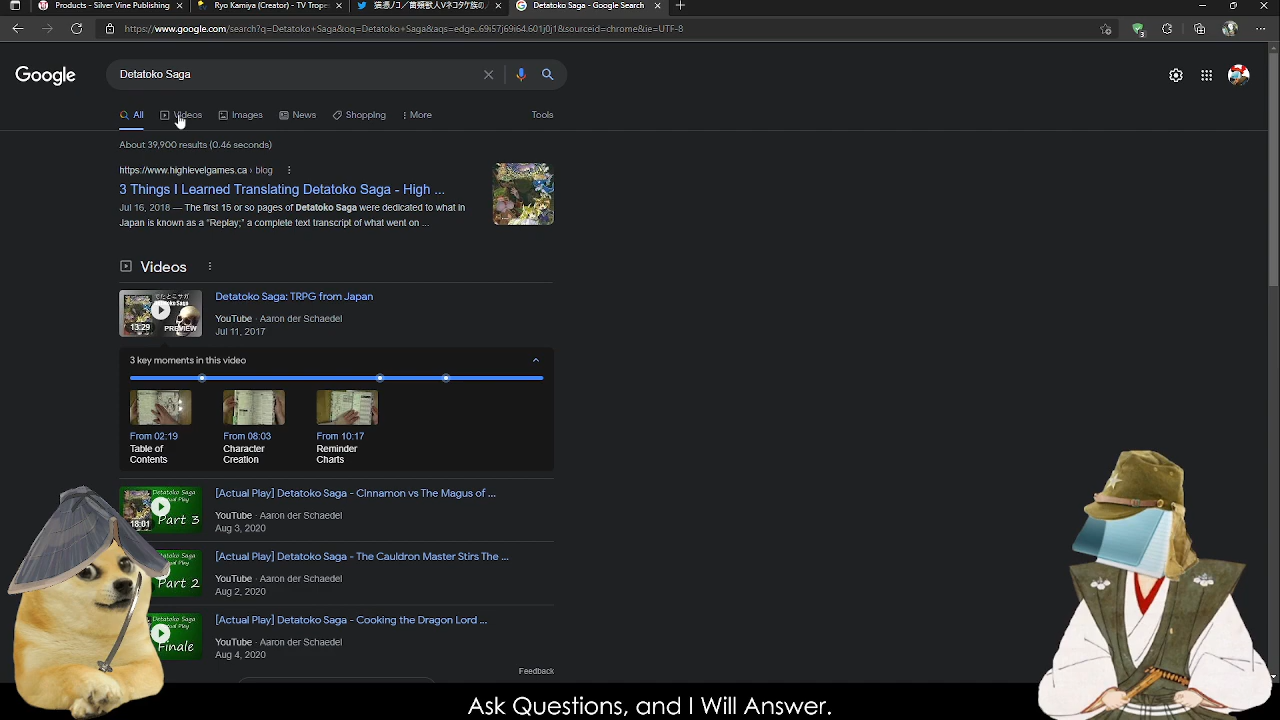 Products - Silver Vine Publishing
Ryo Kamiya (Creator) - TV Trope
Detatoko Saga - Google Search
https://www.google.com/search?q=Detatoko+Saga&oq=Detatoko+Saga&aqs=edge..6957j69i64.601j0j1&sourceid=chrome&ie=UTF-8
Google
Detatoko Saga
All
Videos
Images
News
Shopping
More
Tools
About 39,900 results (0.46 seconds)
https://www.highlevelgames.ca › blog
3 Things I Learned Translating Detatoko Saga - High ...
Jul 16, 2018 — The first 15 or so pages of Detatoko Saga were dedicated to what in
Japan is known as a "Replay;" a complete text transcript of what went on ...
Videos
Detatoko Saga: TRPG from Japan
13:29
PREVIEW
YouTube · Aaron der Schaedel
Jul 11, 2017
3 key moments in this video
From 02:19
Table of
Contents
From 08:03
Character
Creation
From 10:17
Reminder
Charts
[Actual Play] Detatoko Saga - CInnamon vs The Magus of ...
18:01
Part 3
YouTube · Aaron der Schaedel
Aug 3, 2020
[Actual Play] Detatoko Saga - The Cauldron Master Stirs The ...
Part 2
YouTube · Aaron der Schaedel
Aug 2, 2020
[Actual Play] Detatoko Saga - Cooking the Dragon Lord ...
Finale
YouTube · Aaron der Schaedel
Aug 4, 2020
Feedback
Ask Questions, and I Will Answer.